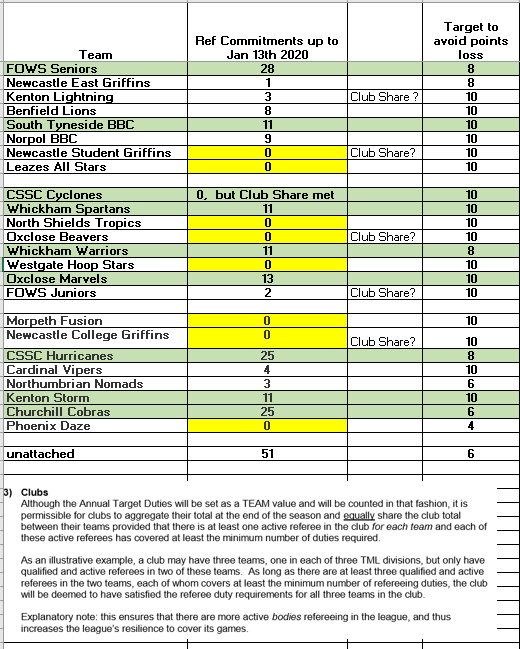 Team Ref Commitments up to Jan 13th 2020 Target to avoid points loss
FOWS Seniors 28 8
Newcastle East Griffins 1 8
Kenton Lightning 3 Club Share ? 10
Benfield Lions 8 10
South Tyneside BBC 11 10
Norpol BBC 9 10
Newcastle Student Griffins 0 Club Share? 10
Leazes All Stars 0 10
CSSC Cyclones 0, but Club Share met 10
Whickham Spartans 11 10
North Shields Tropics 0 10
Oxclose Beavers 0 Club Share? 10
Whickham Warriors 11 8
Westgate Hoop Stars 0 10
Oxclose Marvels 13 10
FOWS Juniors 2 Club Share? 10
Morpeth Fusion 0 10
Newcastle College Griffins 0 Club Share? 10
CSSC Hurricanes 25 8
Cardinal Vipers 4 10
Northumbrian Nomads 3 6
Kenton Storm 11 10
Churchill Cobras 25 6
Phoenix Daze 0 4
unattached 51 6
3) Clubs
Although the Annual Target Duties will be set as a TEAM value and will be counted in that fashion, it is
permissible for clubs to aggregate their total at the end of the season and equally share the club total
between their teams provided that there is at least one active referee in the club for each team and each of
these active referees has covered at least the minimum number of duties required.
As an illustrative example, a club may have three teams, one in each of three TML divisions, but only have
qualified and active referees in two of these teams. As long as there are at least three qualified and active
referees in the two teams, each of whom covers at least the minimum number of refereeing duties, the club
will be deemed to have satisfied the referee duty requirements for all three teams in the club.
Explanatory note: this ensures that there are more active bodies refereeing in the league, and thus
increases the league's resilience to cover its games.